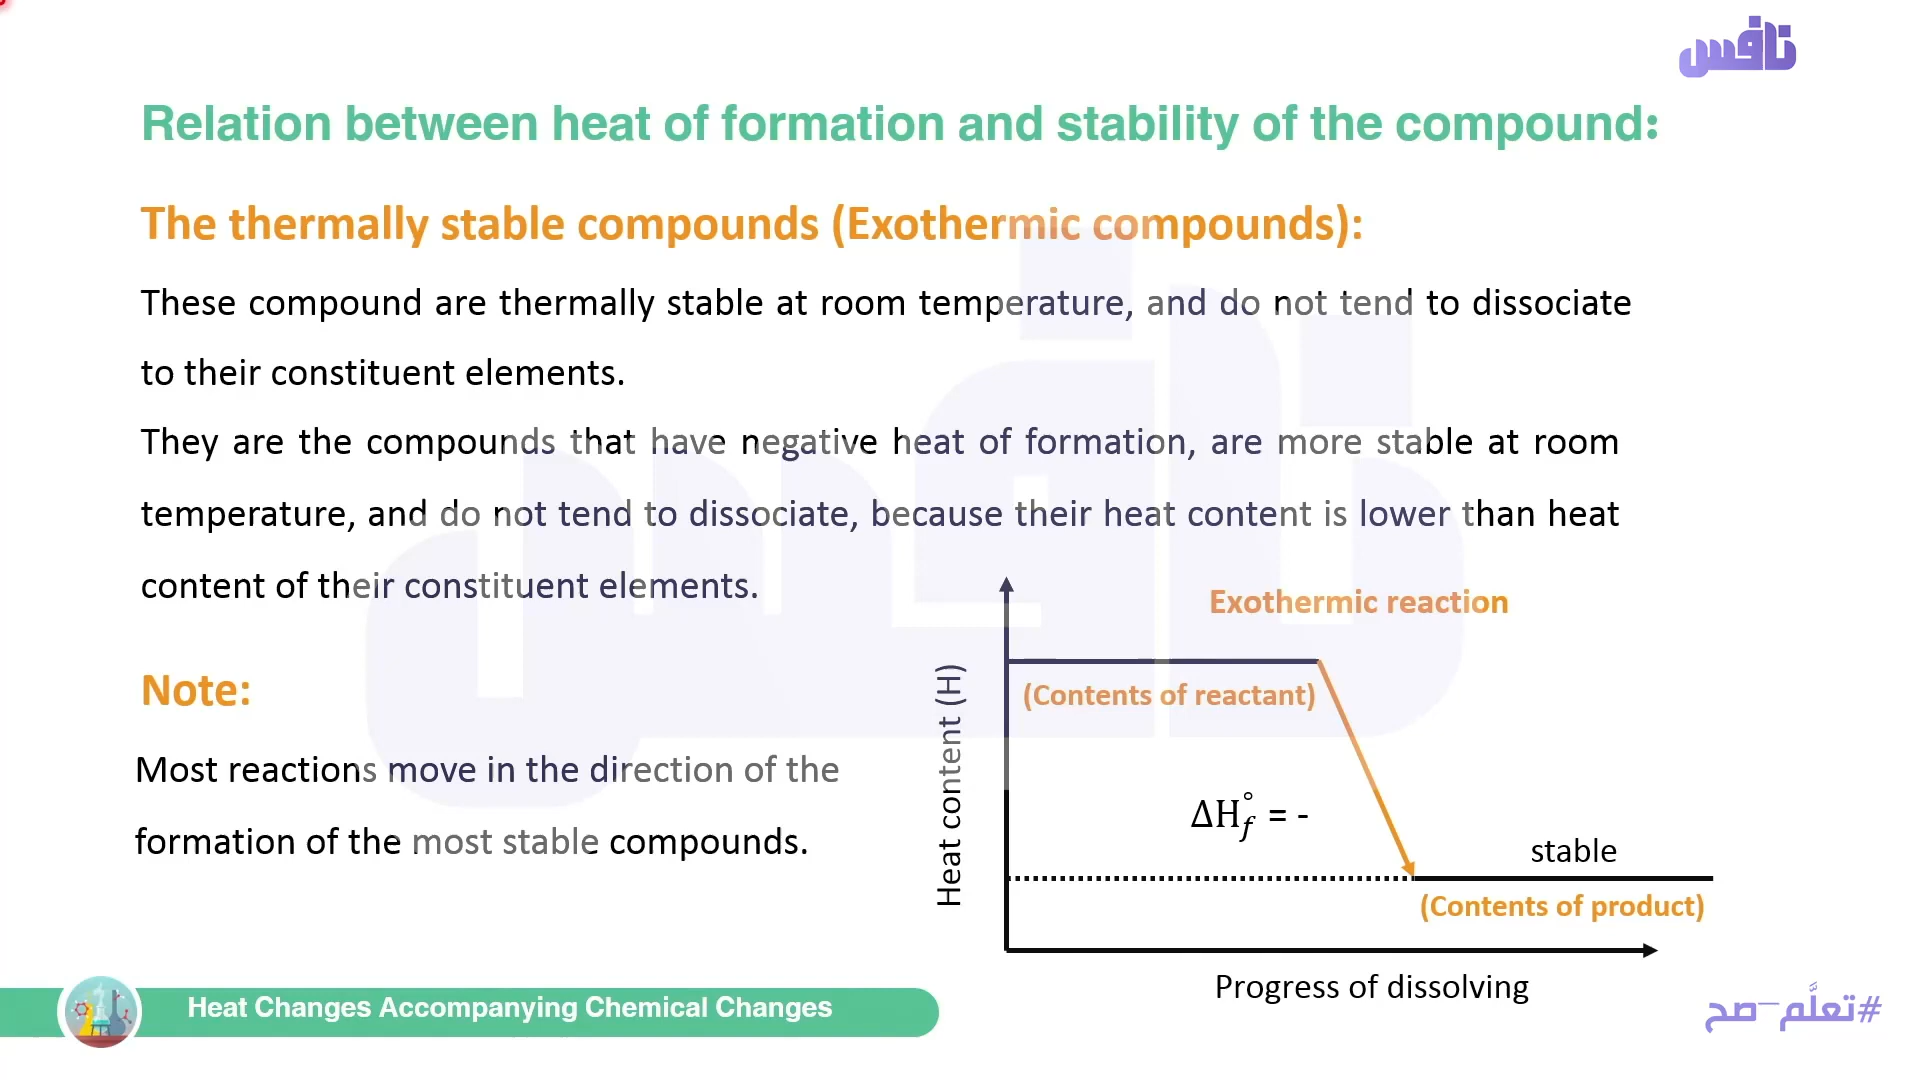 نافس
Relation between heat of formation and stability of the compound:
The thermally stable compounds (Exothermic compounds):
These compound are thermally stable at room temperature, and do not tend to dissociate
to their constituent elements.
They are the compounds that have negative heat of formation, are more stable at room
temperature, and do not tend to dissociate, because their heat content is lower than heat
content of their constituent elements.
Note:
Most reactions move in the direction of the
formation of the most stable compounds.
Exothermic reaction
Heat content (H)
(Contents of reactant)
ΔH°f = -
stable
(Contents of product)
Progress of dissolving
Heat Changes Accompanying Chemical Changes
#تعلَّم_صح